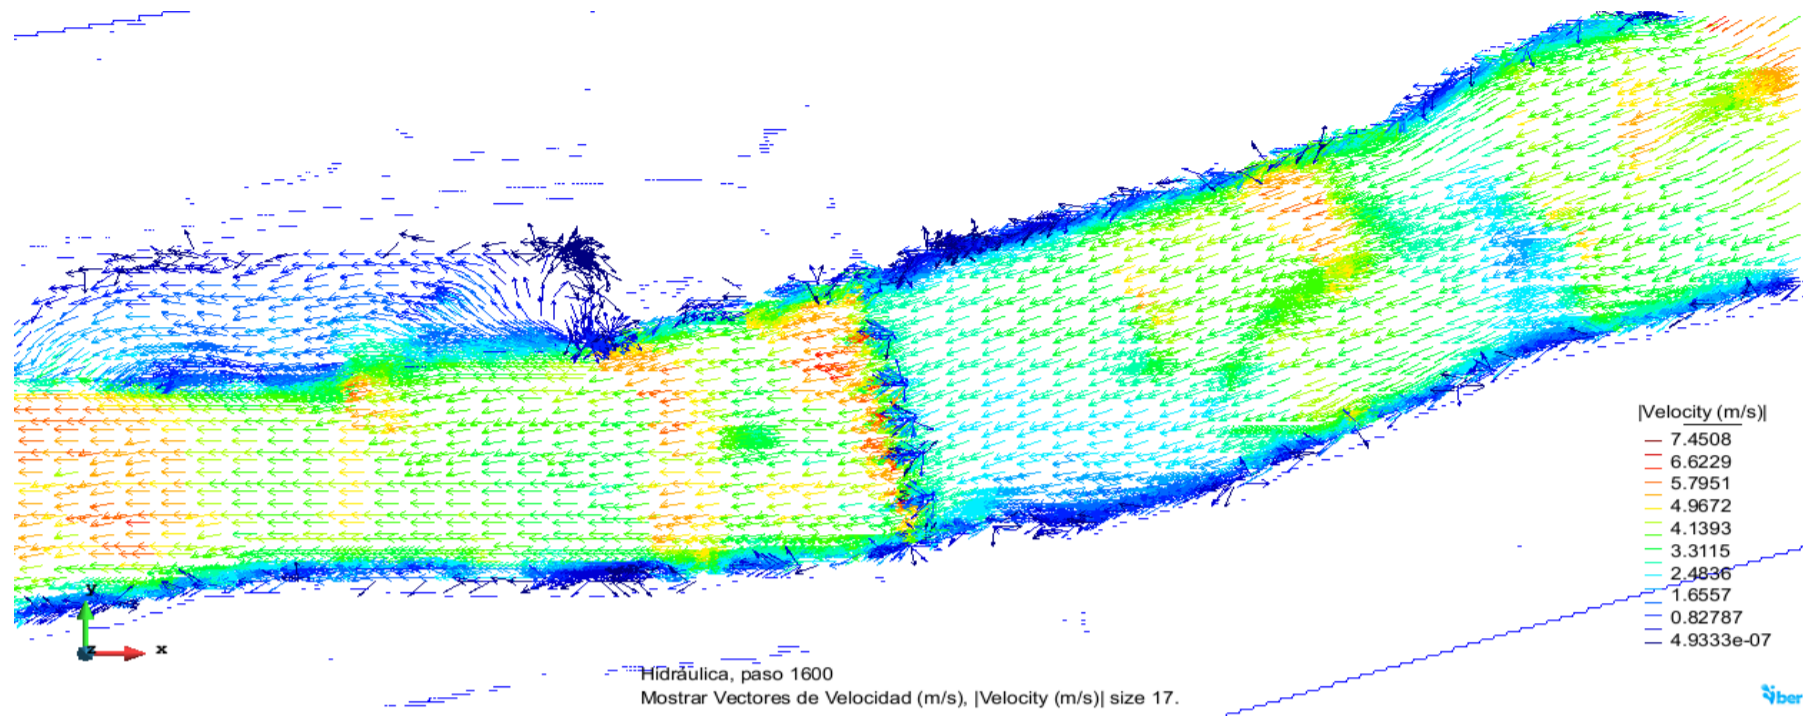 |Velocity (m/s)|
7.4508
6.6229
5.7951
4.9672
4.1393
3.3115
2.4836
1.6557
0.82787
4.9333e-07
y
z
x
Hidráulica, paso 1600
Mostrar Vectores de Velocidad (m/s), |Velocity (m/s)| size 17.
iber